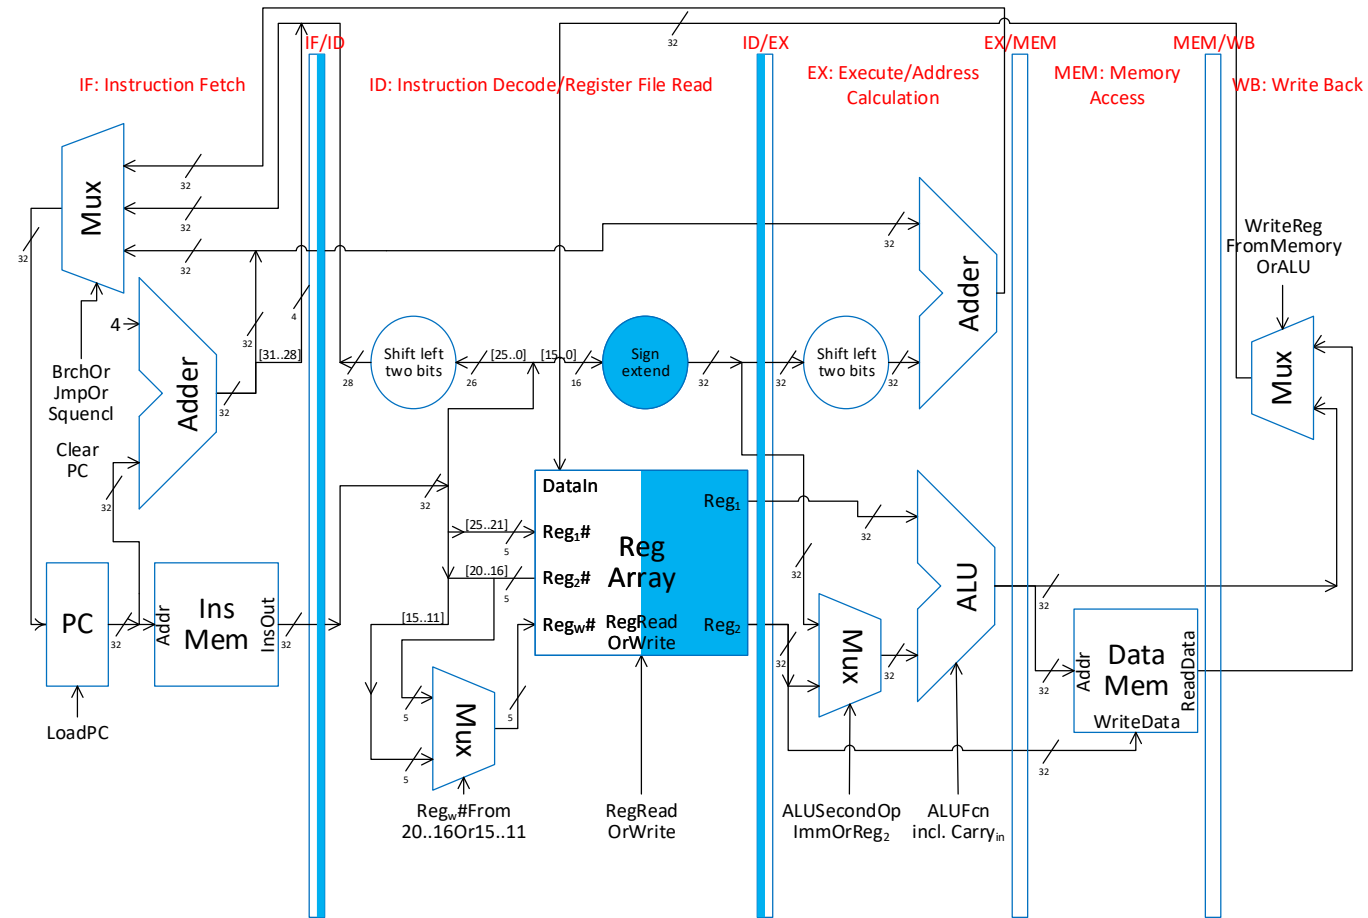 32
IF/ID
ID/EX
EX/MEM
MEM/WB
IF: Instruction Fetch
ID: Instruction Decode/Register File Read
EX: Execute/Address
Calculation
MEM: Memory
Access
WB: Write Back
Mux
32
32
32
32
32
WriteReg
FromMemory
OrALU
4
BrchOr
JmpOr
Squencl
Adder
32
[31..28]
4
32
Clear
PC
32
Shift left
two bits
28
26
[25..0]
[15..0]
16
Sign
extend
32
32
Shift left
two bits
32
Adder
Mux
32
DataIn
[25..21]
5
Reg1#
[20..16]
5
Reg2#
[15..11]
Regw#
Reg
Array
RegRead
OrWrite
Reg1
Reg2
32
32
32
ALU
32
PC
LoadPC
32
Addr
Ins
Mem
InsOut
32
5
5
5
Mux
Regw#From
20..16Or15..11
RegRead
OrWrite
Mux
32
ALUSecondOp
ImmOrReg2
ALUFcn
incl. Carryin
32
32
Addr
Data
Mem
ReadData
WriteData